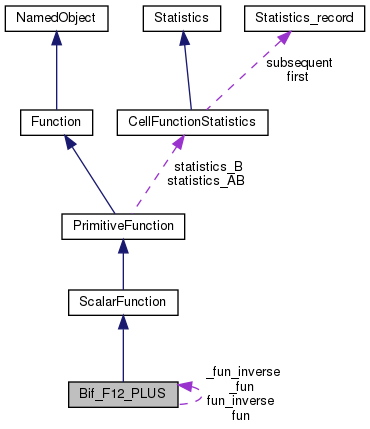 NamedObject
Statistics
Statistics_record
subsequent
first
Function
CellFunctionStatistics
statistics_B
statistics_AB
PrimitiveFunction
ScalarFunction
Bif_F12_PLUS
_fun_inverse
_fun
fun_inverse
fun